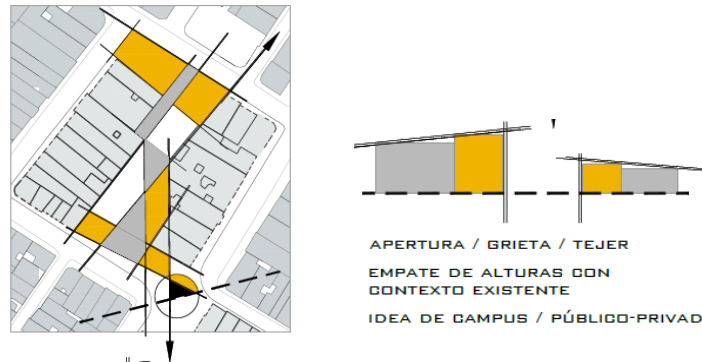 APERTURA / GRIETA / TEJER
EMPATE DE ALTURAS CON
CONTEXTO EXISTENTE
IDEA DE CAMPUS / PÚBLICO-PRIVAD